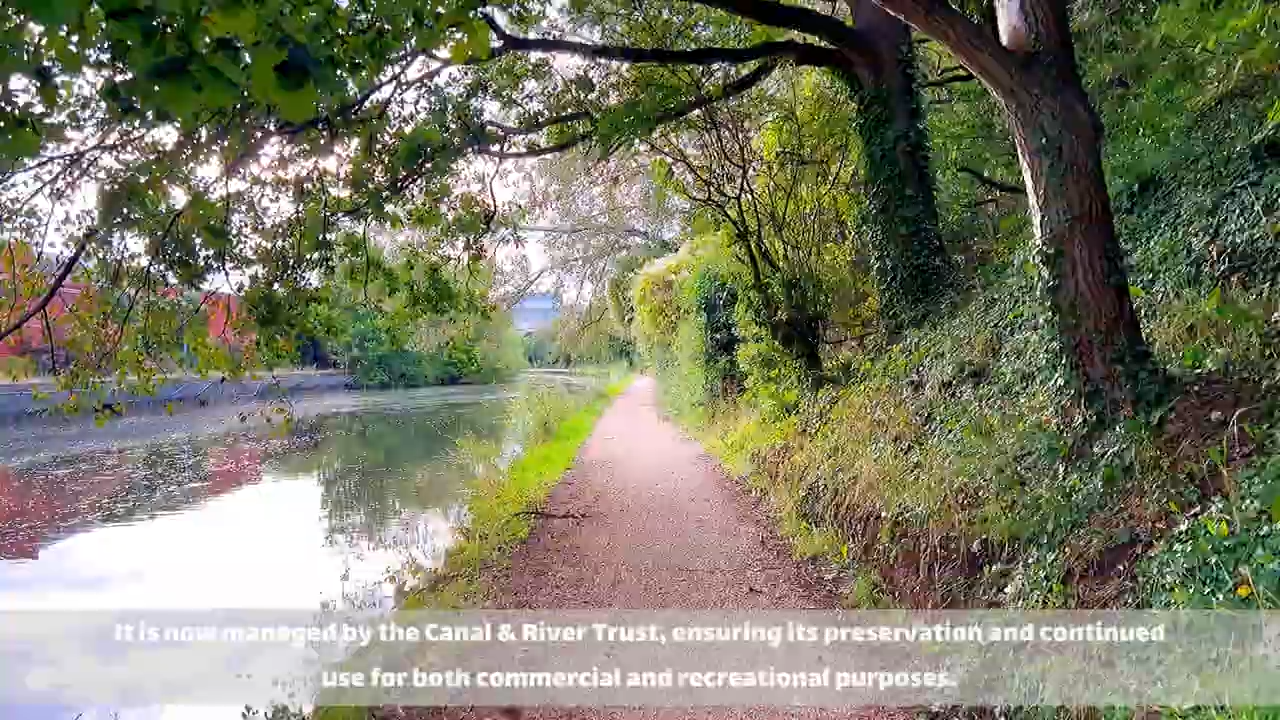 It is now managed by the Canal & River Trust, ensuring its preservation and continued
use for both commercial and recreational purposes.